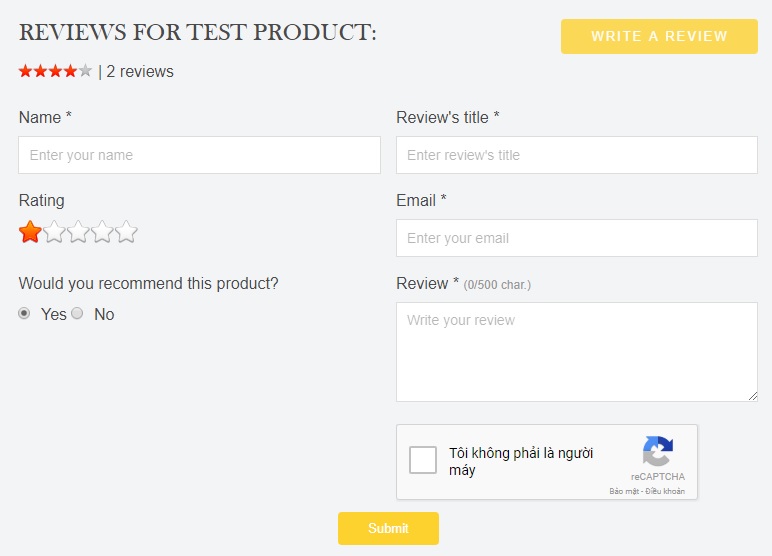 REVIEWS FOR TEST PRODUCT:
WRITE A REVIEW
| 2 reviews
Name *
Enter your name
Review's title *
Enter review's title
Rating
Email *
Enter your email
Would you recommend this product?
Yes No
Review * (0/500 char.)
Write your review
Tôi không phải là người
máy
reCAPTCHA
Bảo mật - Điều khoản
Submit